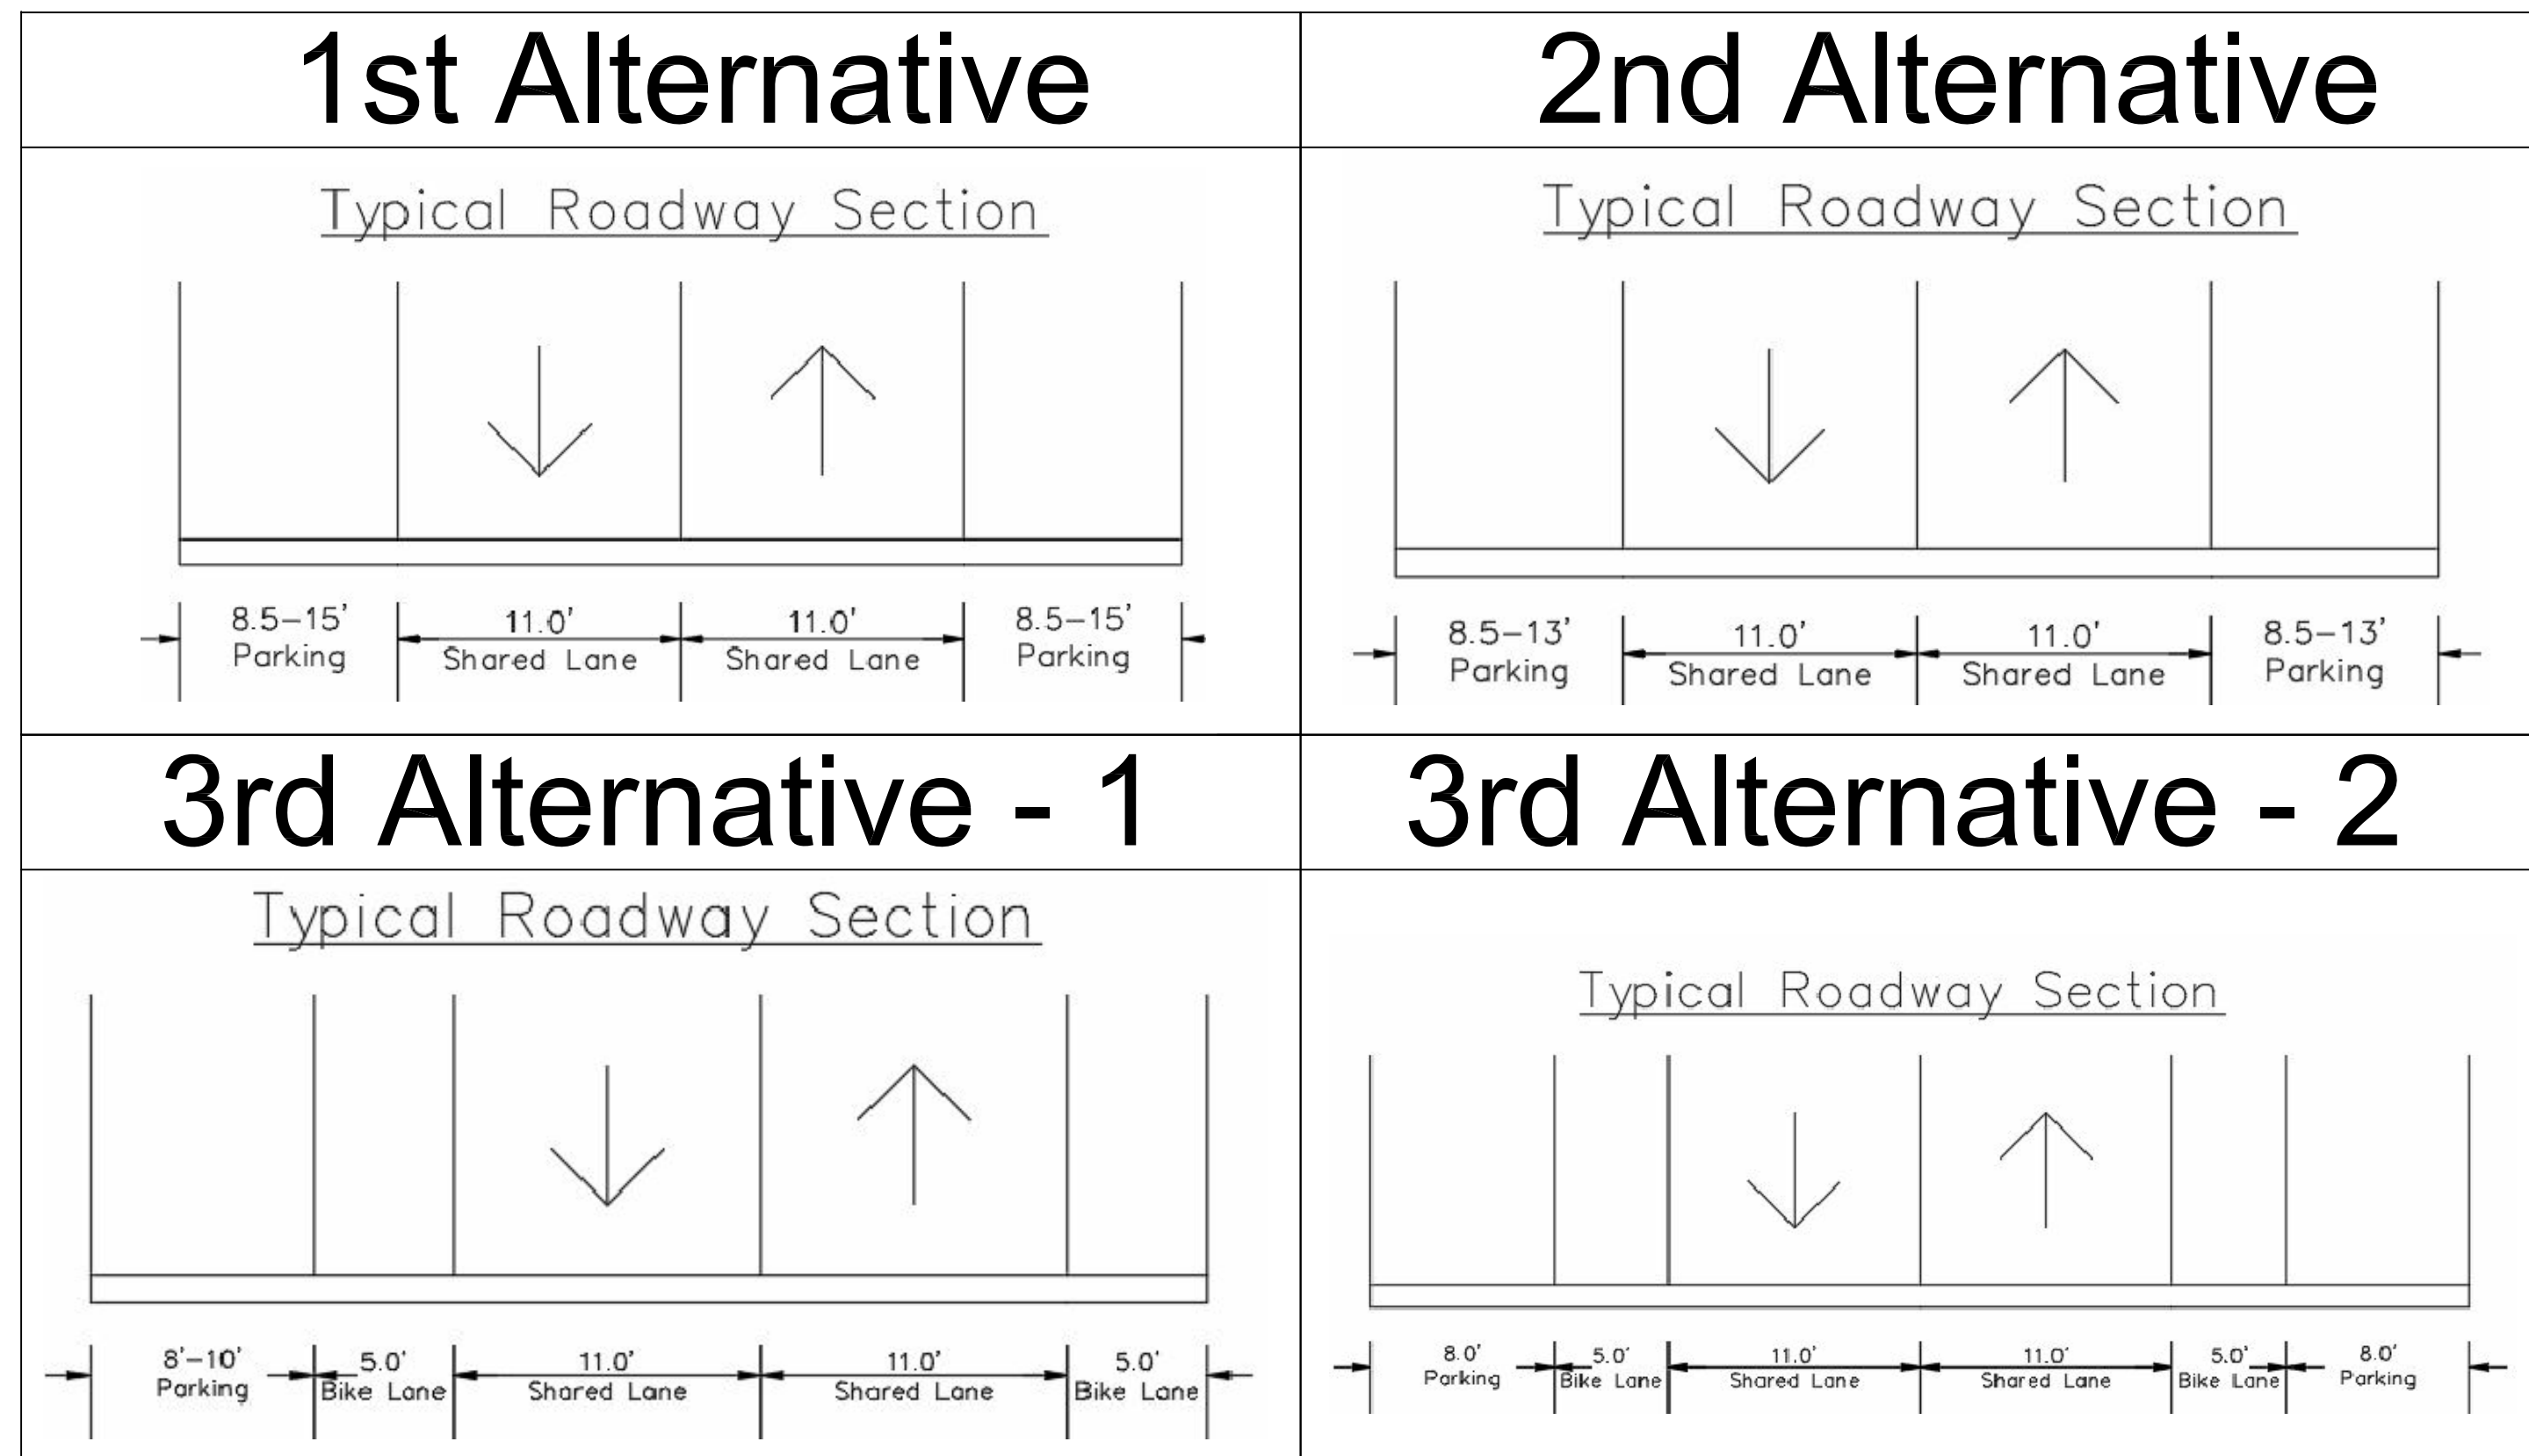 1st Alternative
2nd Alternative
Typical Roadway Section
8.5-15'
Parking
11.0'
Shared Lane
11.0'
Shared Lane
8.5-15'
Parking
Typical Roadway Section
8.5-13'
Parking
11.0'
Shared Lane
11.0'
Shared Lane
8.5-13'
Parking
3rd Alternative - 1
3rd Alternative - 2
Typical Roadway Section
8'-10'
Parking
5.0'
Bike Lane
11.0'
Shared Lane
11.0'
Shared Lane
5.0'
Bike Lane
Typical Roadway Section
8.0'
Parking
5.0'
Bike Lane
11.0'
Shared Lane
11.0'
Shared Lane
5.0'
Bike Lane
8.0'
Parking